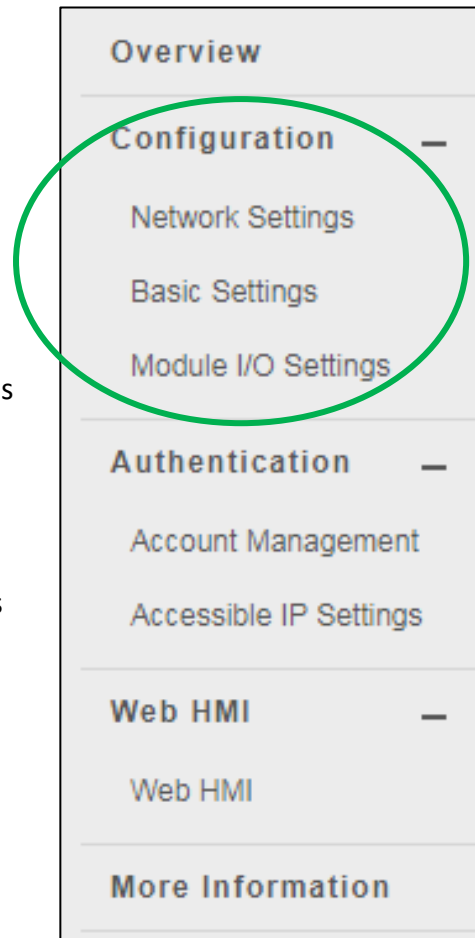 Overview
Configuration
Network Settings
Basic Settings
Module I/O Settings
s
Authentication
Account Management
s
Accessible IP Settings
Web HMI
Web HMI
More Information